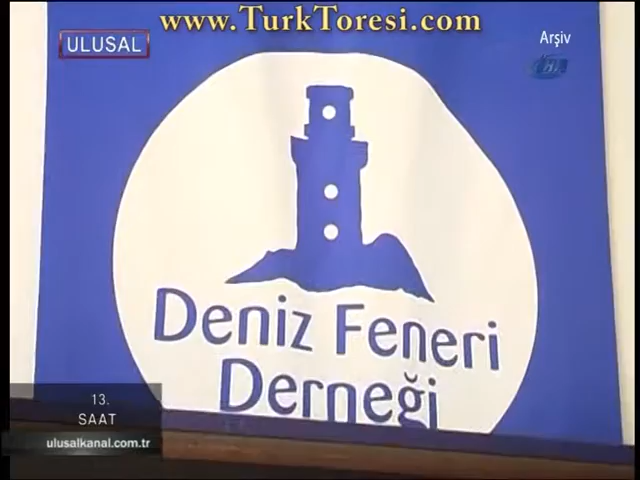 www.TurkToresi.com
ULUSAL
Arşiv
Deniz Feneri
Derneği
13.
SAAT
ulusalkanal.com.tr